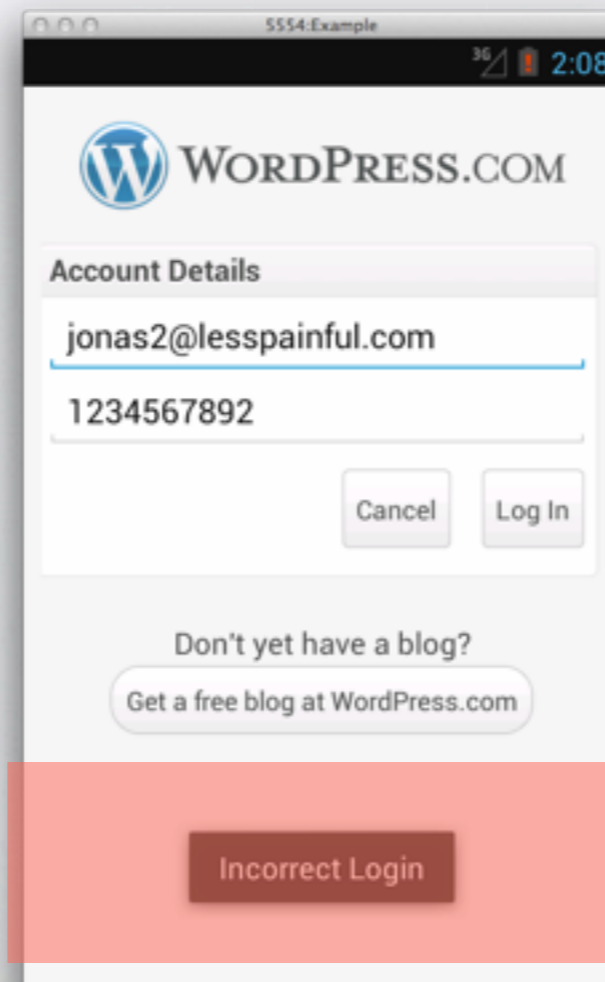 5554:Example
3G 2:08
WORDPRESS.COM
Account Details
jonas2@lesspainful.com
1234567892
Cancel Log In
Don't yet have a blog?
Get a free blog at WordPress.com
Incorrect Login